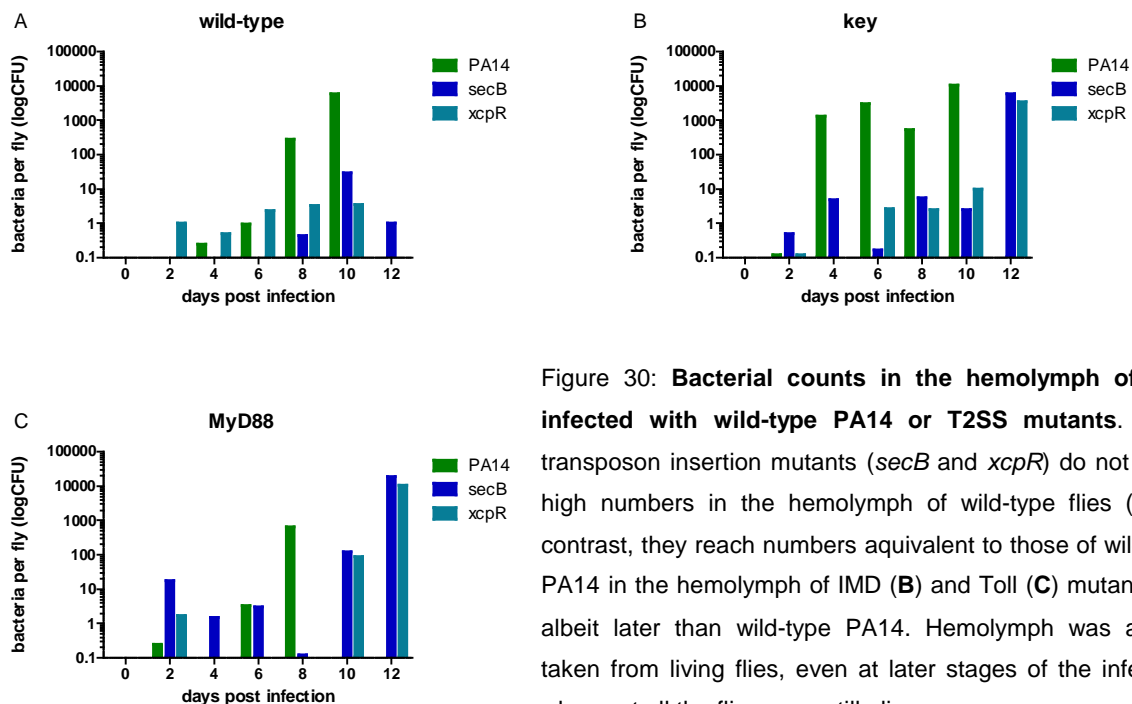 A
wild-type
100000
10000
1000
100
10
1
0.1
bacteria per fly (logCFU)
0 2 4 6 8 10 12
days post infection
PA14
secB
xcpR
B
key
100000
10000
1000
100
10
1
0.1
bacteria per fly (logCFU)
0 2 4 6 8 10 12
days post infection
PA14
secB
xcpR
C
MyD88
100000
10000
1000
100
10
1
0.1
bacteria per fly (logCFU)
0 2 4 6 8 10 12
days post infection
PA14
secB
xcpR
Figure 30: Bacterial counts in the hemolymph of
infected with wild-type PA14 or T2SS mutants.
transposon insertion mutants (secB and xcpR) do not
high numbers in the hemolymph of wild-type flies (
contrast, they reach numbers aquivalent to those of wil
PA14 in the hemolymph of IMD (B) and Toll (C) mutan
albeit later than wild-type PA14. Hemolymph was a
taken from living flies, even at later stages of the infe